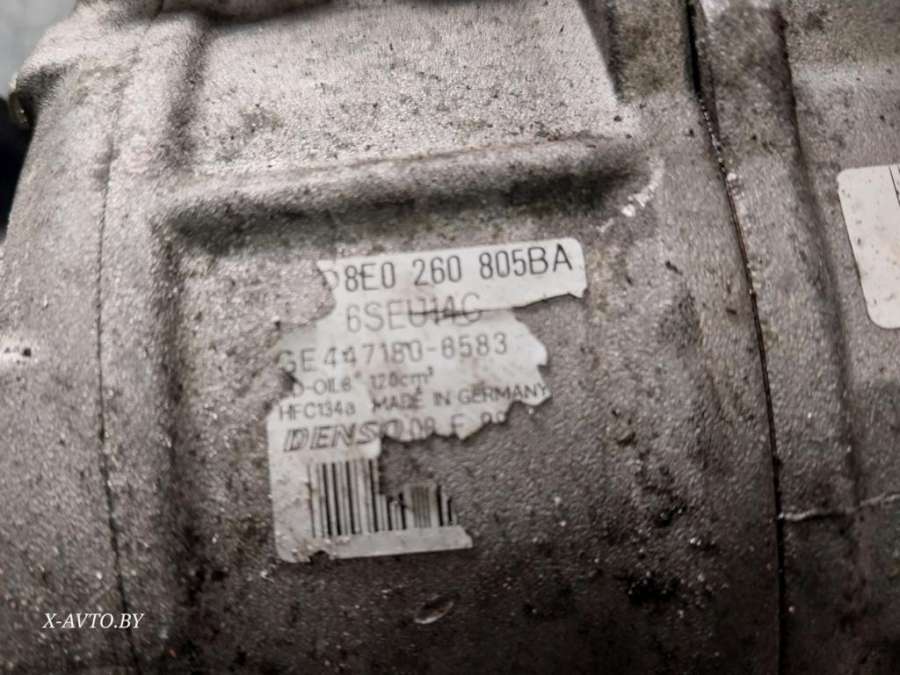 8E0 260 805BA
6SEU14C
GE447180-8583
D-OIL8 120cm³
HFC134a MADE IN GERMANY
DENSO
X-AVTO.BY